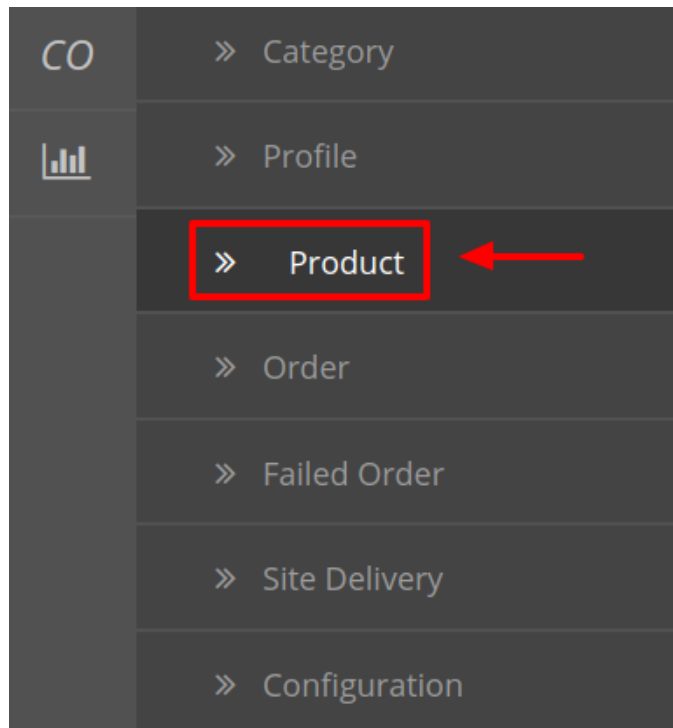 CO
» Category
» Profile
» Product
» Order
» Failed Order
» Site Delivery
» Configuration